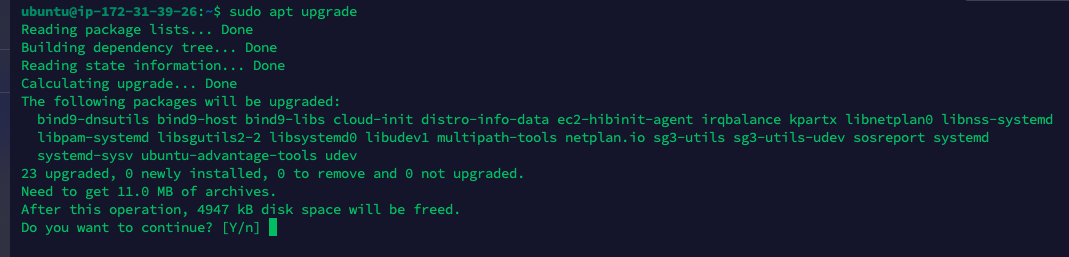 ubuntu@ip-172-31-39-26:~$ sudo apt upgrade
Reading package lists... Done
Building dependency tree... Done
Reading state information... Done
Calculating upgrade... Done
The following packages will be upgraded:
  bind9-dnsutils bind9-host bind9-libs cloud-init distro-info-data ec2-hibinit-agent irqbalance kpartx libnetplan0 libnss-systemd
  libpam-systemd libsgutils2-2 libsystemd0 libudev1 multipath-tools netplan.io sg3-utils sg3-utils-udev sosreport systemd
  systemd-sysv ubuntu-advantage-tools udev
23 upgraded, 0 newly installed, 0 to remove and 0 not upgraded.
Need to get 11.0 MB of archives.
After this operation, 4947 kB disk space will be freed.
Do you want to continue? [Y/n]